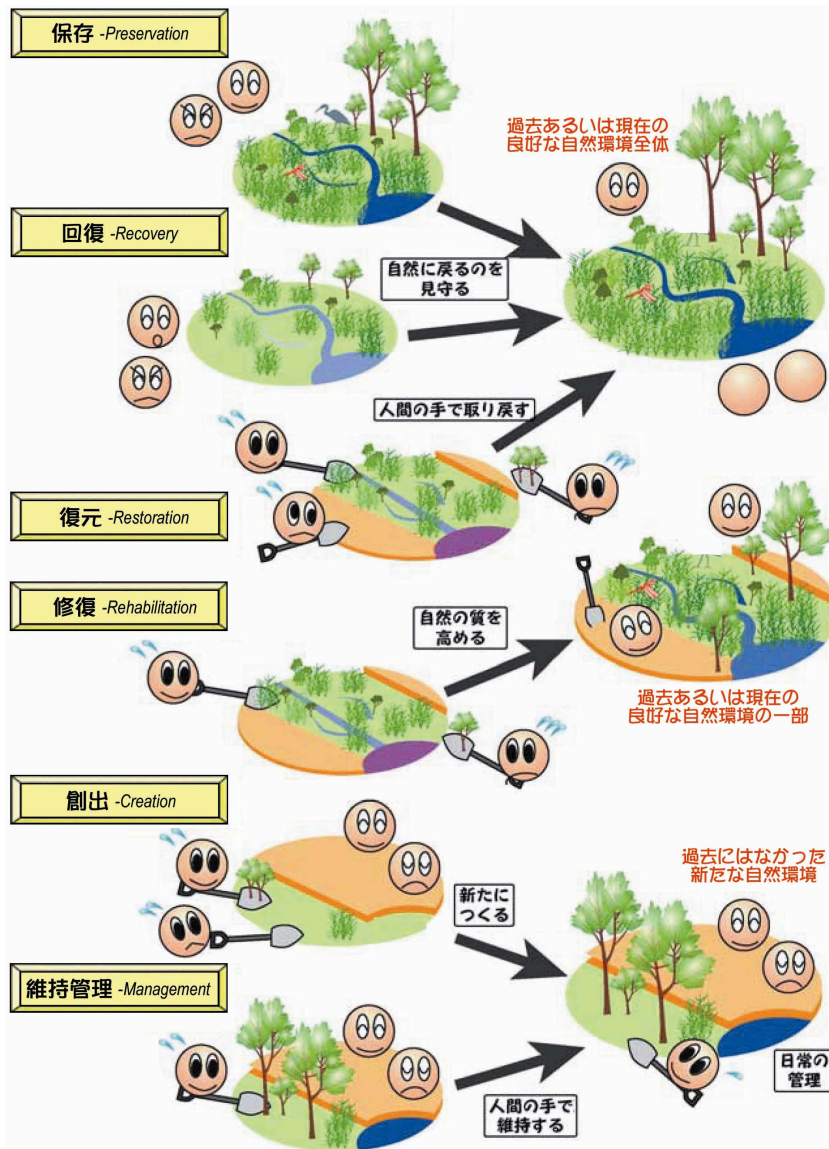 保存 -Preservation
過去あるいは現在の
良好な自然環境全体
回復 -Recovery
自然に戻るのを
見守る
人間の手で取り戻す
復元 -Restoration
修復 -Rehabilitation
自然の質を
高める
過去あるいは現在の
良好な自然環境の一部
創出 -Creation
過去にはなかった
新たな自然環境
新たに
つくる
維持管理 -Management
日常の
管理
人間の手で
維持する